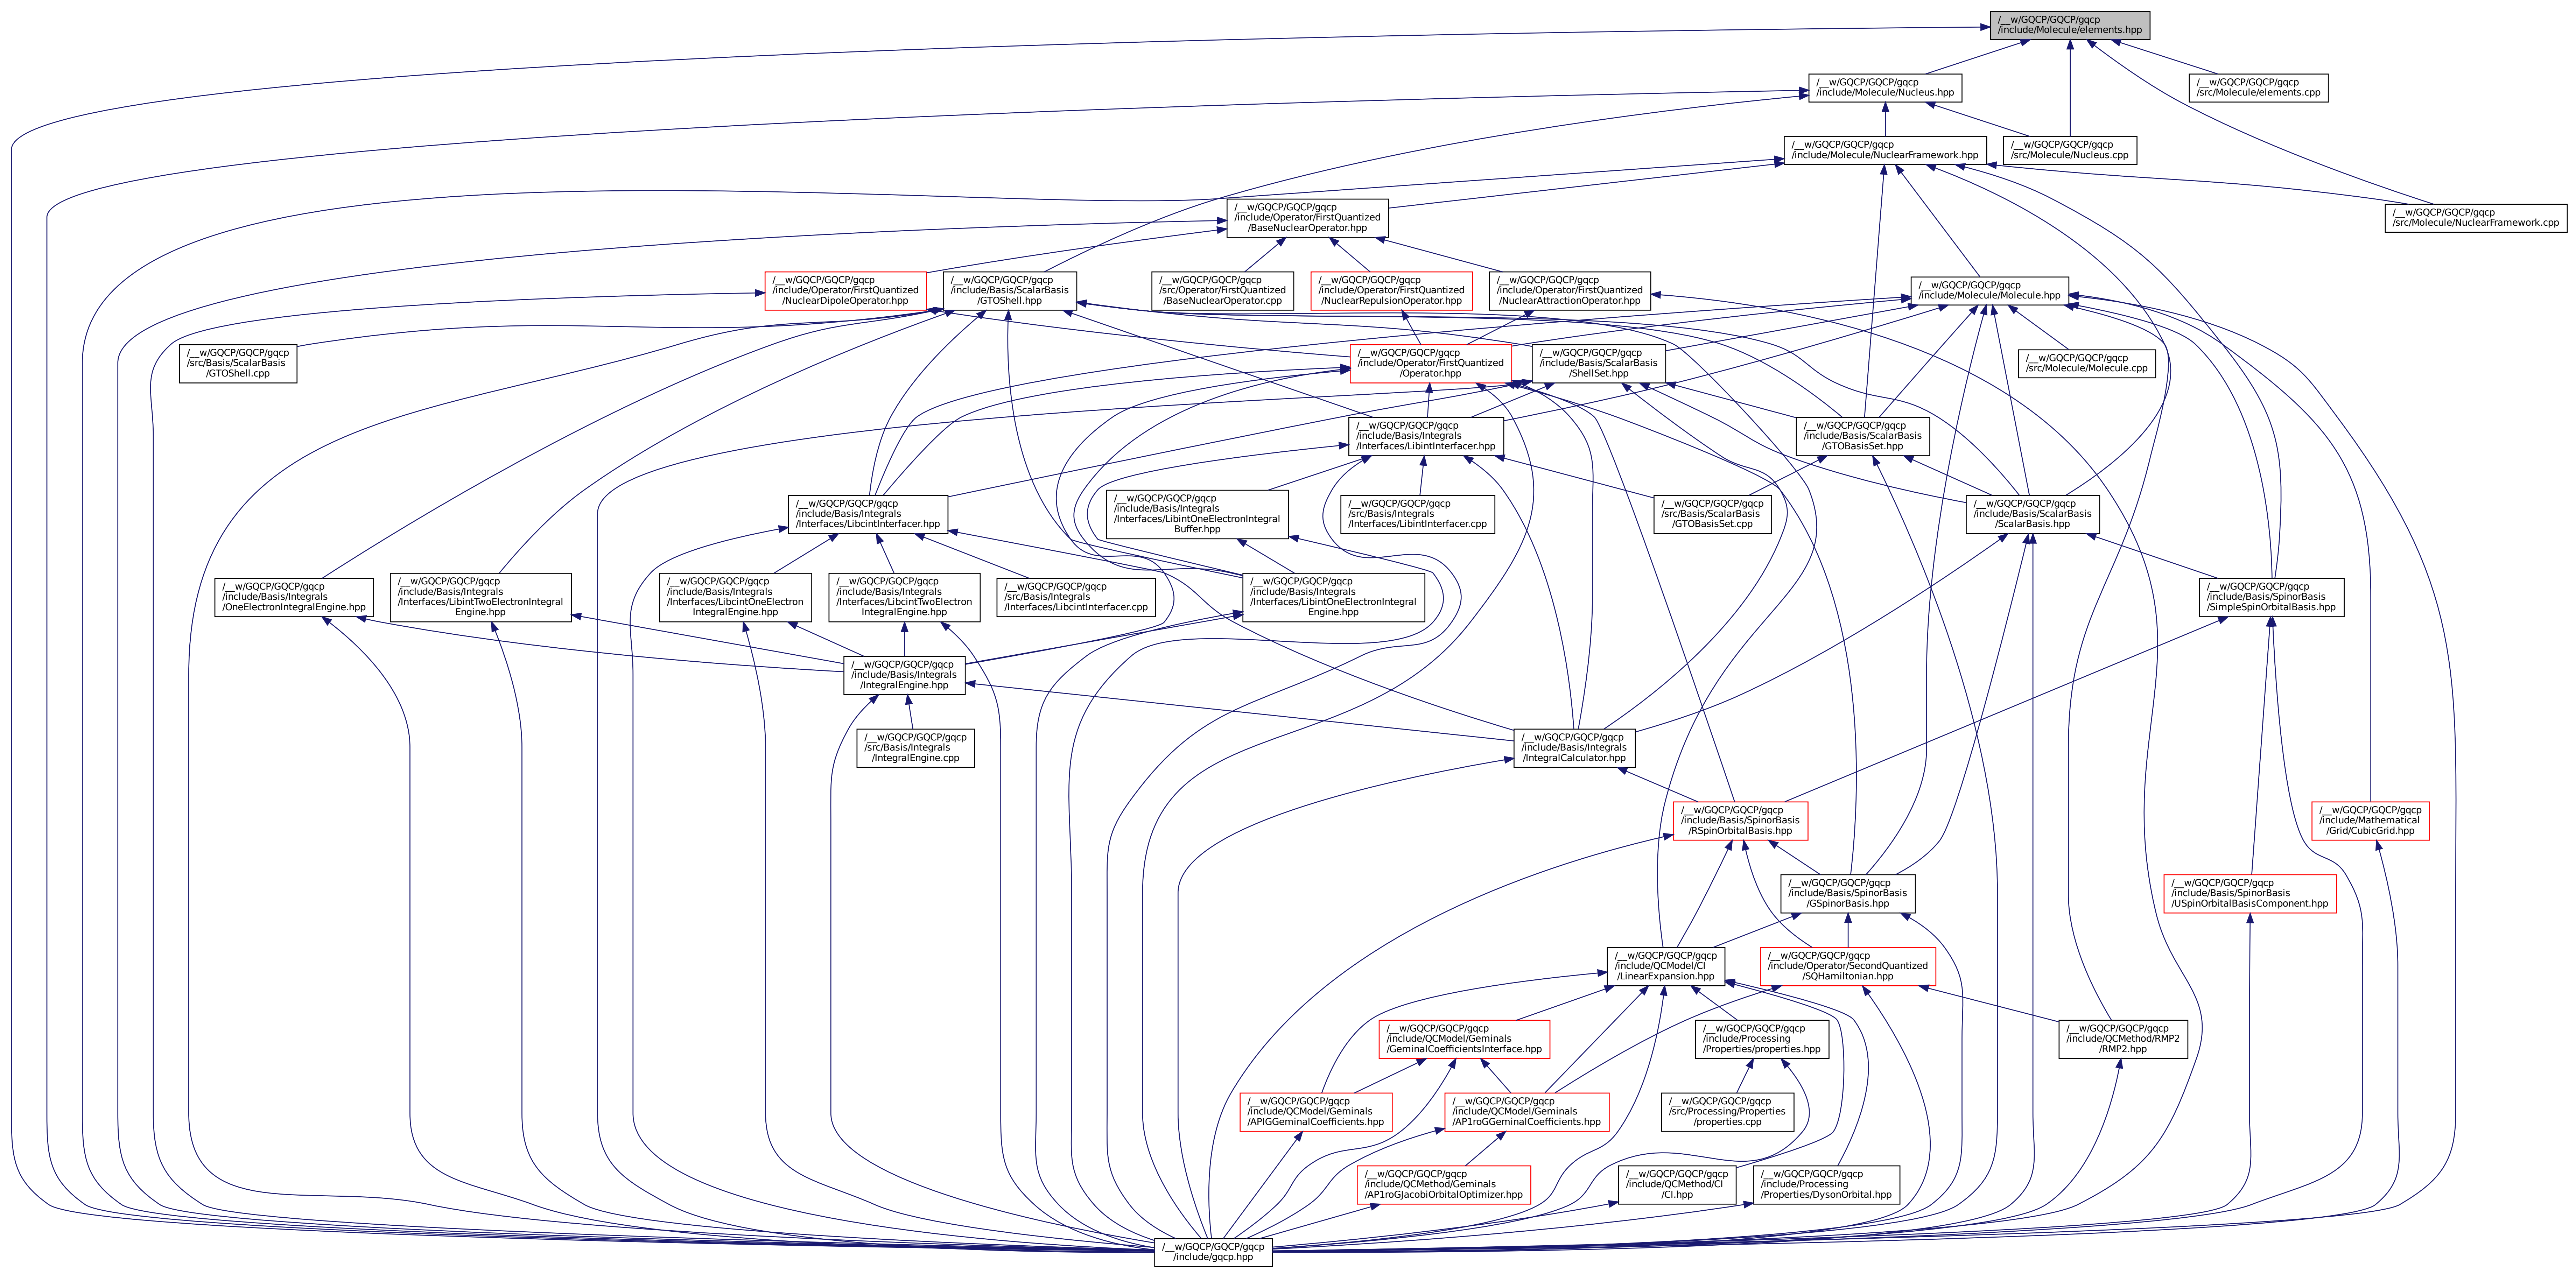 /__w/GQCP/GQCP/gqcp
/include/Molecule/elements.hpp
/__w/GQCP/GQCP/gqcp
/include/Molecule/Nucleus.hpp
/__w/GQCP/GQCP/gqcp
/src/Molecule/elements.cpp
/__w/GQCP/GQCP/gqcp
/include/Molecule/NuclearFramework.hpp
/__w/GQCP/GQCP/gqcp
/src/Molecule/Nucleus.cpp
/__w/GQCP/GQCP/gqcp
/include/Operator/FirstQuantized
/BaseNuclearOperator.hpp
/__w/GQCP/GQCP/gqcp
/src/Molecule/NuclearFramework.cpp
/__w/GQCP/GQCP/gqcp
/include/Operator/FirstQuantized
/NuclearDipoleOperator.hpp
/__w/GQCP/GQCP/gqcp
/include/Basis/ScalarBasis
/GTOShell.hpp
/__w/GQCP/GQCP/gqcp
/src/Operator/FirstQuantized
/BaseNuclearOperator.cpp
/__w/GQCP/GQCP/gqcp
/include/Operator/FirstQuantized
/NuclearRepulsionOperator.hpp
/__w/GQCP/GQCP/gqcp
/include/Operator/FirstQuantized
/NuclearAttractionOperator.hpp
/__w/GQCP/GQCP/gqcp
/include/Molecule/Molecule.hpp
/__w/GQCP/GQCP/gqcp
/src/Basis/ScalarBasis
/GTOShell.cpp
/__w/GQCP/GQCP/gqcp
/include/Operator/FirstQuantized
/Operator.hpp
/__w/GQCP/GQCP/gqcp
/include/Basis/ScalarBasis
/ShellSet.hpp
/__w/GQCP/GQCP/gqcp
/src/Molecule/Molecule.cpp
/__w/GQCP/GQCP/gqcp
/include/Basis/Integrals
/Interfaces/LibintInterfacer.hpp
/__w/GQCP/GQCP/gqcp
/include/Basis/ScalarBasis
/GTOBasisSet.hpp
/__w/GQCP/GQCP/gqcp
/include/Basis/Integrals
/Interfaces/LibcintInterfacer.hpp
/__w/GQCP/GQCP/gqcp
/include/Basis/Integrals
/Interfaces/LibintOneElectronIntegral
Buffer.hpp
/__w/GQCP/GQCP/gqcp
/src/Basis/Integrals
/Interfaces/LibintInterfacer.cpp
/__w/GQCP/GQCP/gqcp
/src/Basis/ScalarBasis
/GTOBasisSet.cpp
/__w/GQCP/GQCP/gqcp
/include/Basis/ScalarBasis
/ScalarBasis.hpp
/__w/GQCP/GQCP/gqcp
/include/Basis/Integrals
/OneElectronIntegralEngine.hpp
/__w/GQCP/GQCP/gqcp
/include/Basis/Integrals
/Interfaces/LibintTwoElectronIntegral
Engine.hpp
/__w/GQCP/GQCP/gqcp
/include/Basis/Integrals
/Interfaces/LibcintOneElectron
IntegralEngine.hpp
/__w/GQCP/GQCP/gqcp
/include/Basis/Integrals
/Interfaces/LibcintTwoElectron
IntegralEngine.hpp
/__w/GQCP/GQCP/gqcp
/src/Basis/Integrals
/Interfaces/LibcintInterfacer.cpp
/__w/GQCP/GQCP/gqcp
/include/Basis/Integrals
/Interfaces/LibintOneElectronIntegral
Engine.hpp
/__w/GQCP/GQCP/gqcp
/include/Basis/SpinorBasis
/SimpleSpinOrbitalBasis.hpp
/__w/GQCP/GQCP/gqcp
/include/Basis/Integrals
/IntegralEngine.hpp
/__w/GQCP/GQCP/gqcp
/src/Basis/Integrals
/IntegralEngine.cpp
/__w/GQCP/GQCP/gqcp
/include/Basis/Integrals
/IntegralCalculator.hpp
/__w/GQCP/GQCP/gqcp
/include/Basis/SpinorBasis
/RSpinOrbitalBasis.hpp
/__w/GQCP/GQCP/gqcp
/include/Mathematical
/Grid/CubicGrid.hpp
/__w/GQCP/GQCP/gqcp
/include/Basis/SpinorBasis
/GSpinorBasis.hpp
/__w/GQCP/GQCP/gqcp
/include/Basis/SpinorBasis
/USpinOrbitalBasisComponent.hpp
/__w/GQCP/GQCP/gqcp
/include/QCModel/CI
/LinearExpansion.hpp
/__w/GQCP/GQCP/gqcp
/include/Operator/SecondQuantized
/SQHamiltonian.hpp
/__w/GQCP/GQCP/gqcp
/include/QCModel/Geminals
/GeminalCoefficientsInterface.hpp
/__w/GQCP/GQCP/gqcp
/include/Processing
/Properties/properties.hpp
/__w/GQCP/GQCP/gqcp
/include/QCMethod/RMP2
/RMP2.hpp
/__w/GQCP/GQCP/gqcp
/include/QCModel/Geminals
/APIGGeminalCoefficients.hpp
/__w/GQCP/GQCP/gqcp
/include/QCModel/Geminals
/AP1roGGeminalCoefficients.hpp
/__w/GQCP/GQCP/gqcp
/src/Processing/Properties
/properties.cpp
/__w/GQCP/GQCP/gqcp
/include/QCMethod/Geminals
/AP1roGJacobiOrbitalOptimizer.hpp
/__w/GQCP/GQCP/gqcp
/include/QCMethod/CI
/CI.hpp
/__w/GQCP/GQCP/gqcp
/include/Processing
/Properties/DysonOrbital.hpp
/__w/GQCP/GQCP/gqcp
/include/gqcp.hpp